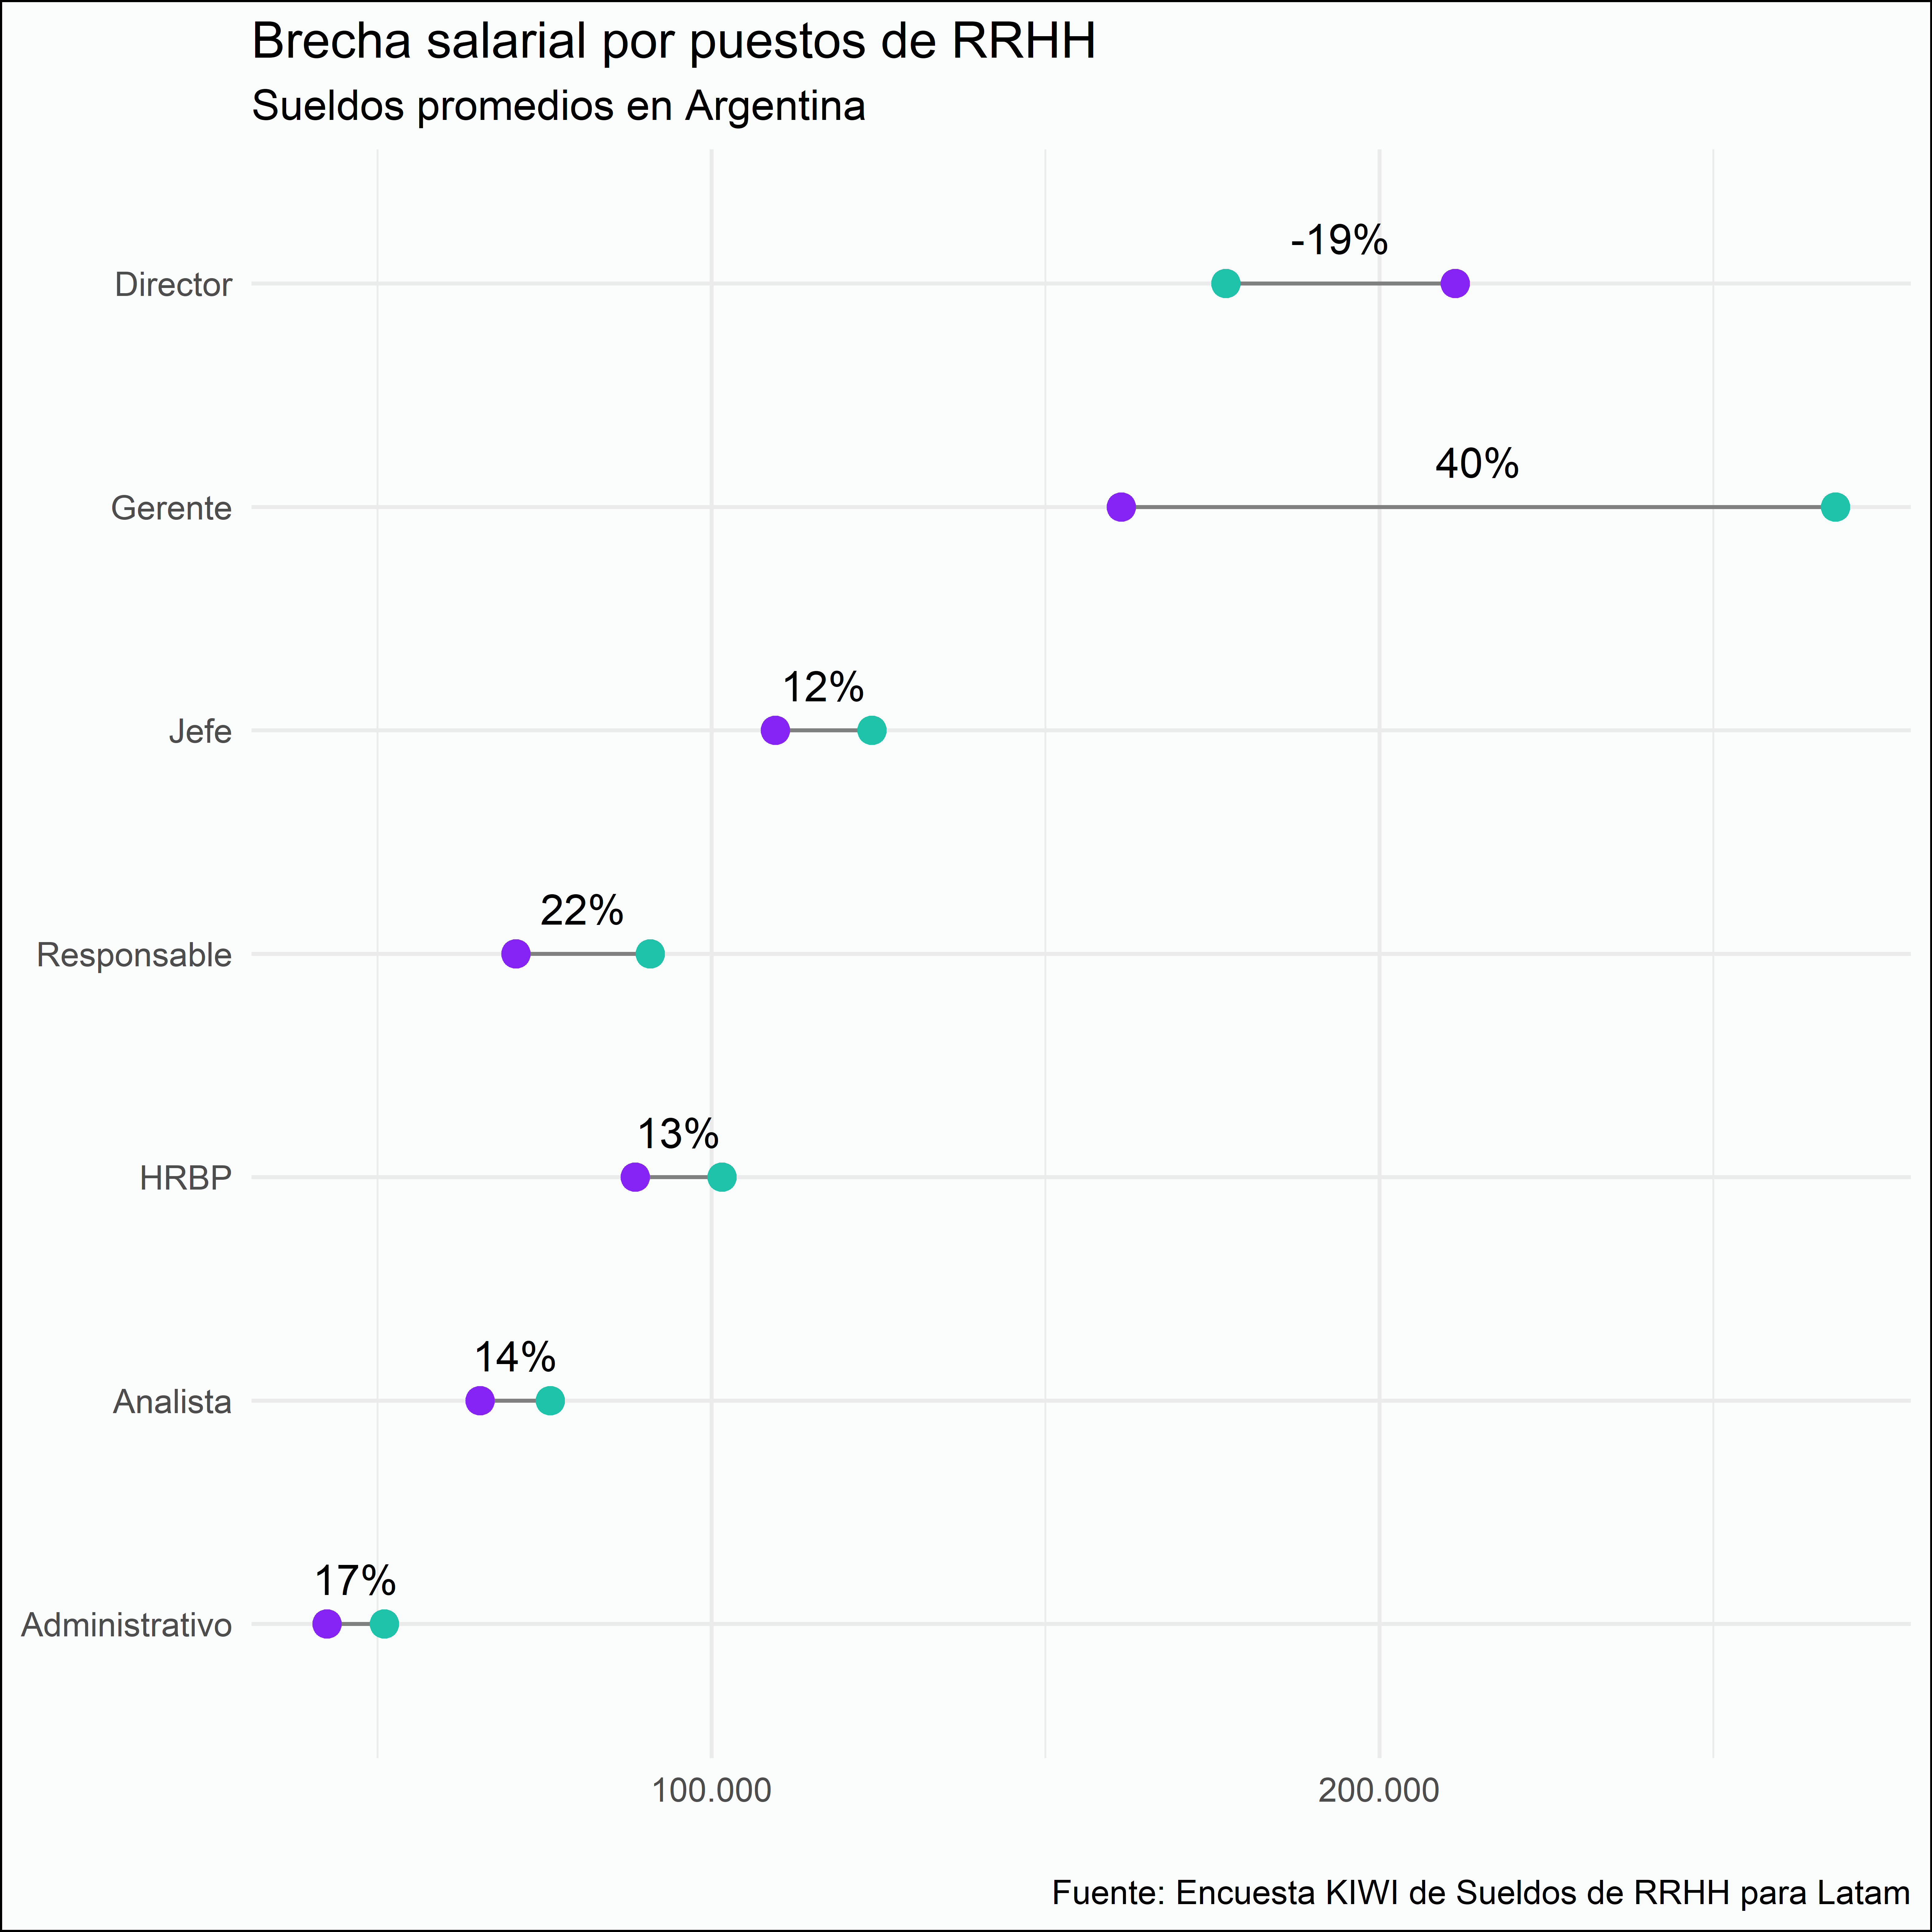 Brecha salarial por puestos de RRHH
Sueldos promedios en Argentina
Director
-19%
Gerente
40%
Jefe
12%
Responsable
22%
HRBP
13%
Analista
14%
Administrativo
17%
100.000
200.000
Fuente: Encuesta KIWI de Sueldos de RRHH para Latam